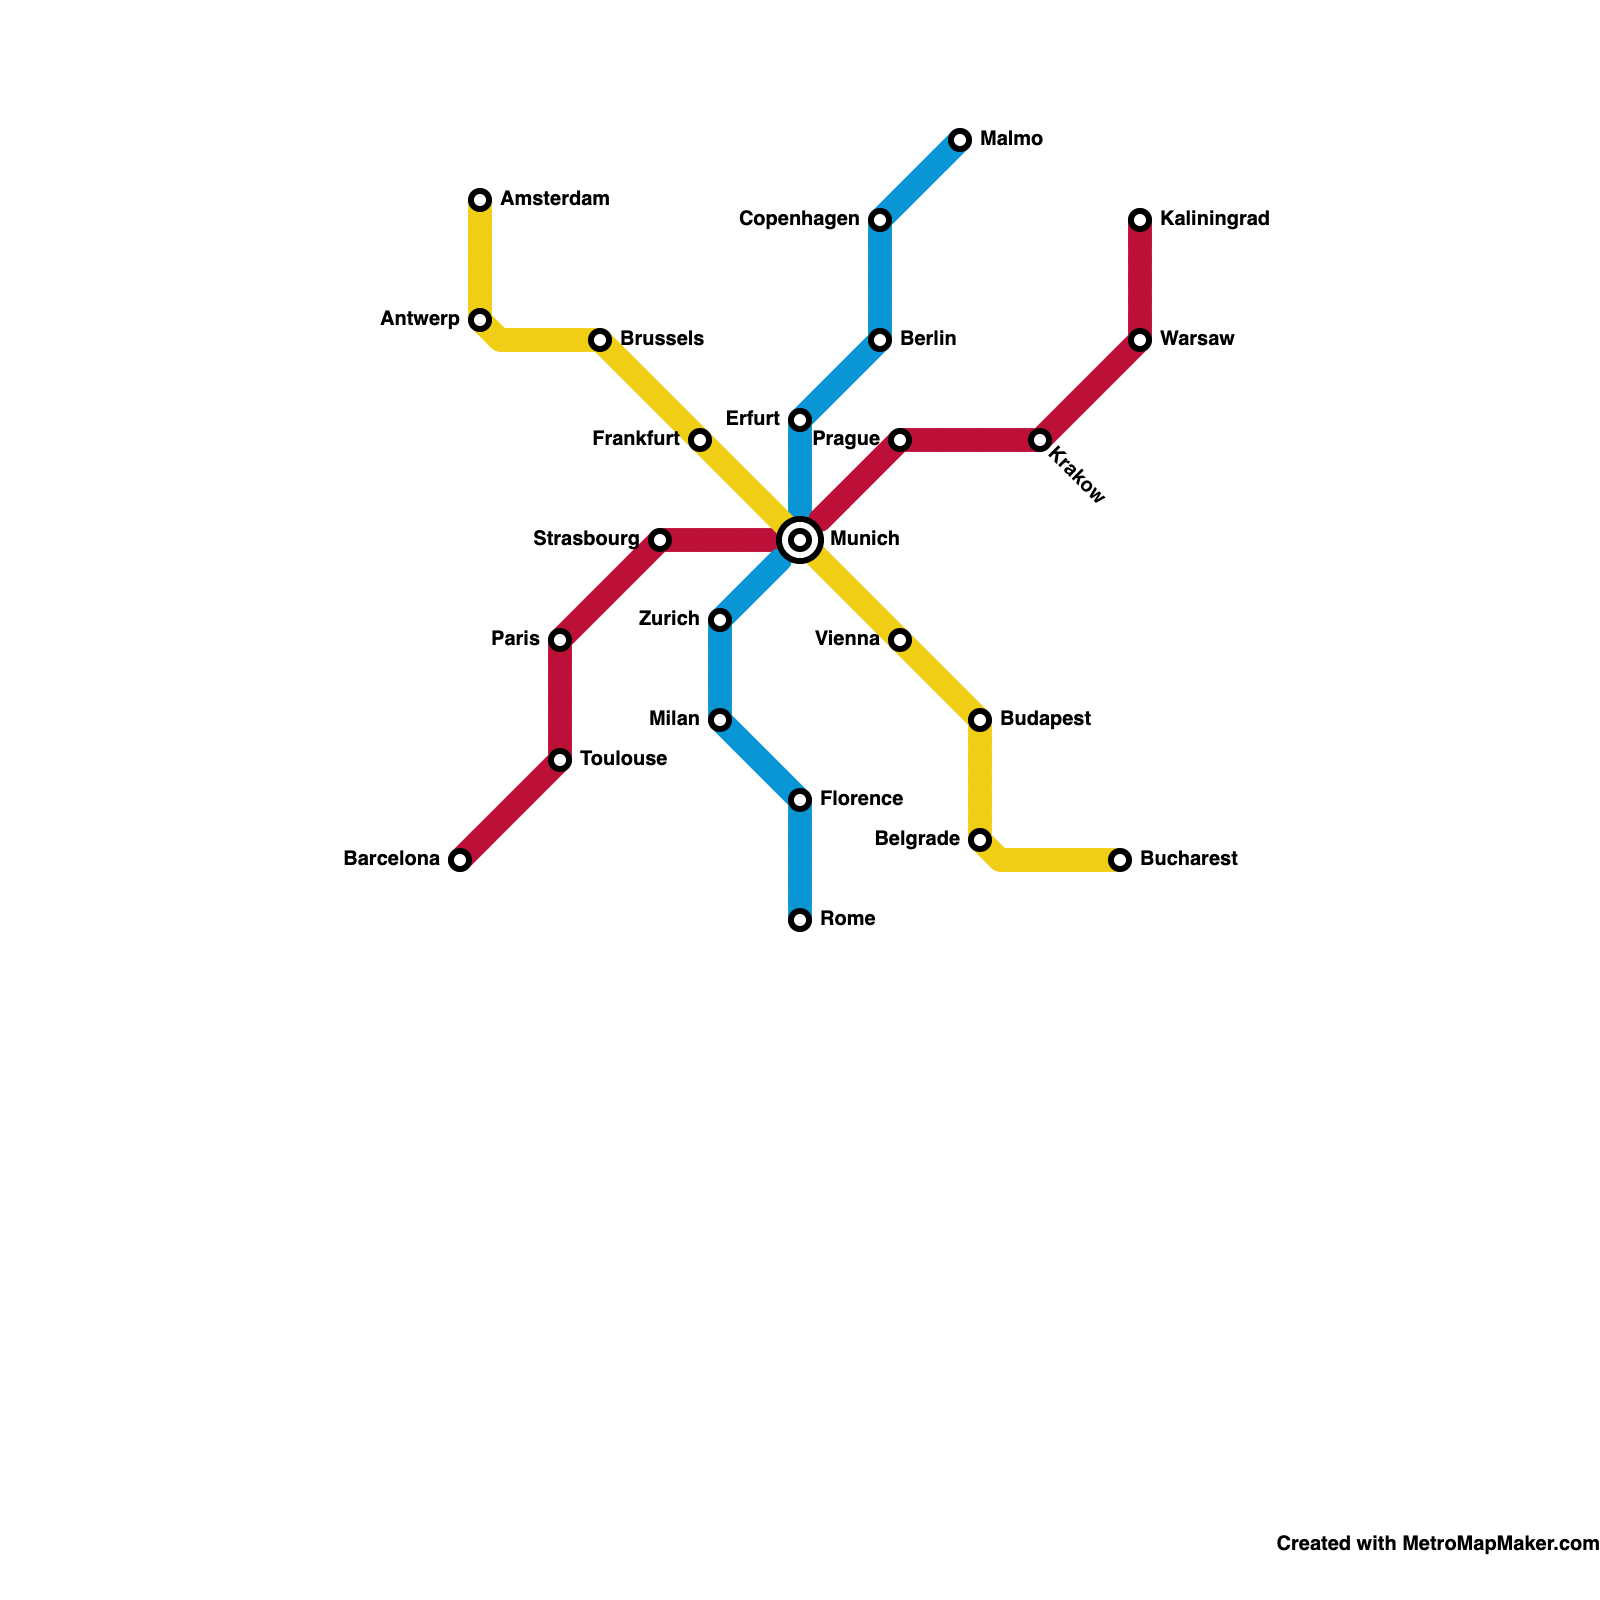 Malmo
Amsterdam
Copenhagen
Kaliningrad
Antwerp
Brussels
Berlin
Warsaw
Erfurt
Frankfurt
Prague
Krakow
Strasbourg
Munich
Zurich
Paris
Vienna
Milan
Budapest
Toulouse
Florence
Belgrade
Barcelona
Bucharest
Rome
Created with MetroMapMaker.com